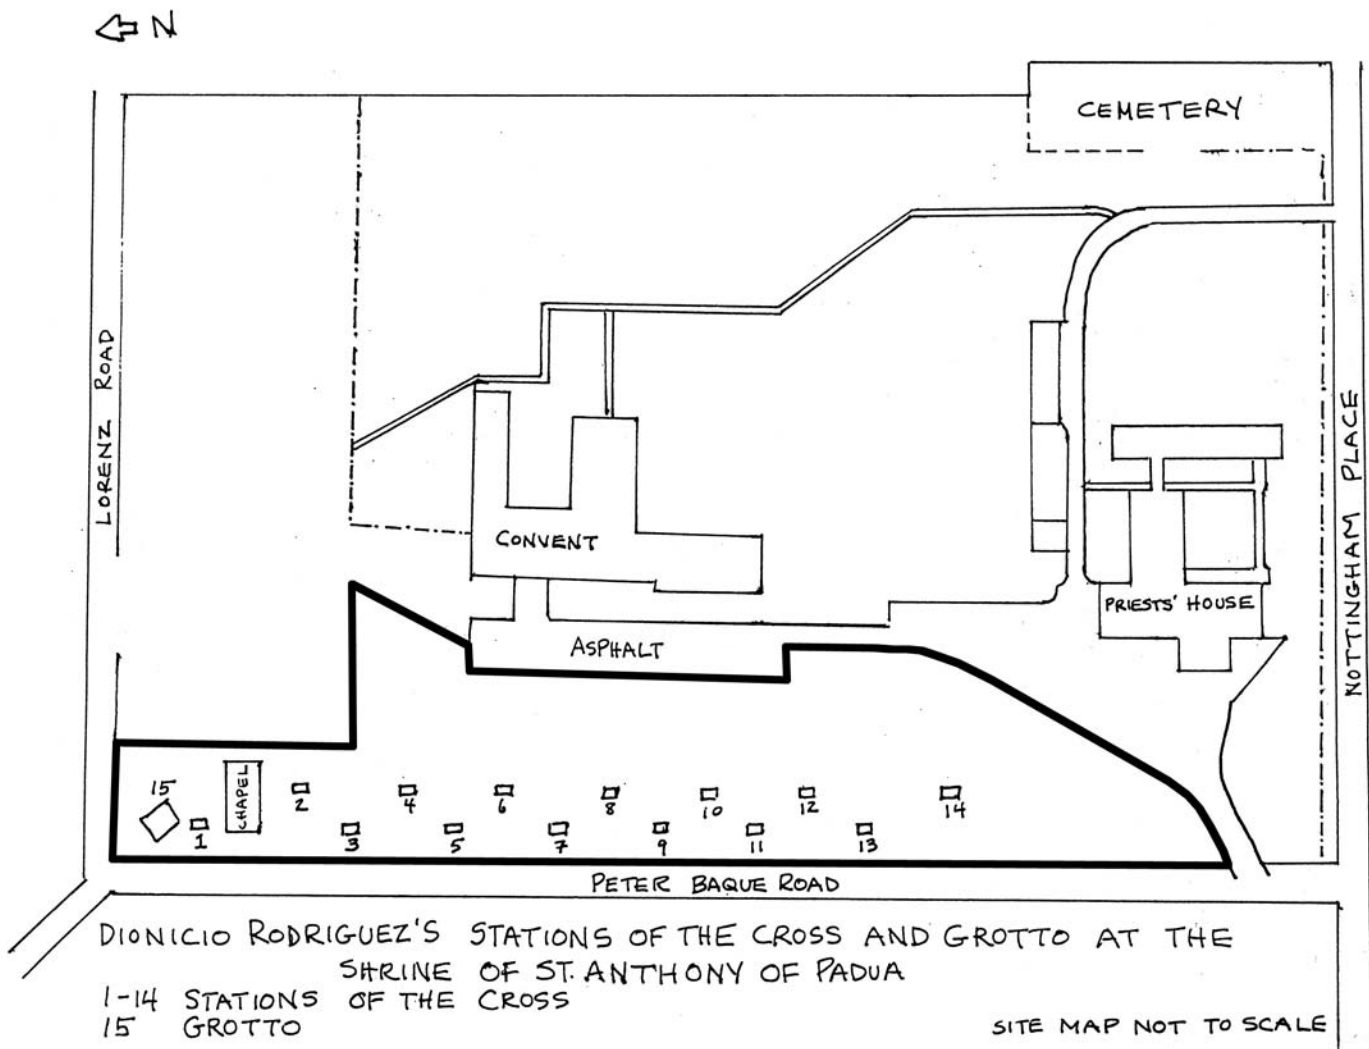 N
CEMETERY
LORENZ ROAD
NOTTINGHAM PLACE
CONVENT
PRIESTS' HOUSE
ASPHALT
15
CHAPEL
2
4
6
8
10
12
14
1
3
5
7
9
11
13
PETER BAQUE ROAD
DIONICIO RODRIGUEZ'S STATIONS OF THE CROSS AND GROTTO AT THE
SHRINE OF ST. ANTHONY OF PADUA
1-14 STATIONS OF THE CROSS
15 GROTTO
SITE MAP NOT TO SCALE